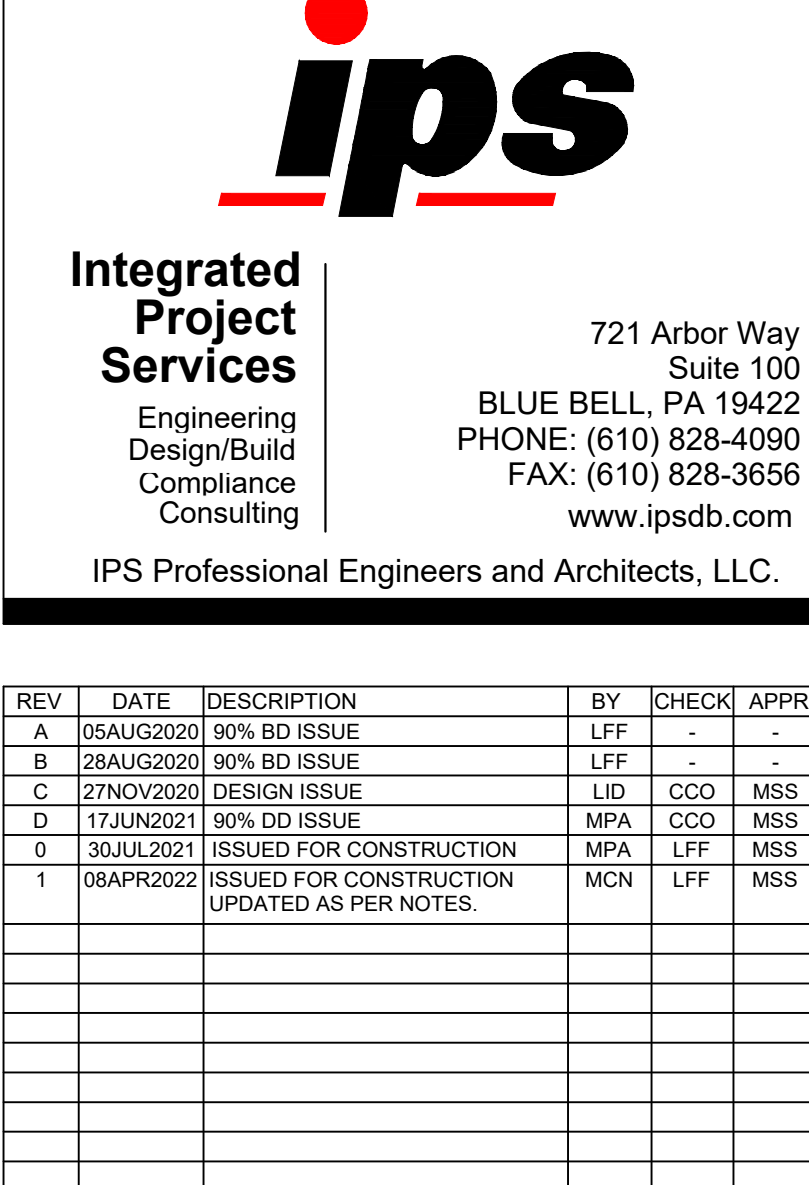 ips
Integrated
Project
Services
Engineering
Design/Build
Compliance
Consulting
721 Arbor Way
Suite 100
BLUE BELL, PA 19422
PHONE: (610) 828-4090
FAX: (610) 828-3656
www.ipsdb.com
IPS Professional Engineers and Architects, LLC.
REV DATE DESCRIPTION BY CHECK APPR
A 05AUG2020 90% BD ISSUE LFF - -
B 28AUG2020 90% BD ISSUE LFF - -
C 27NOV2020 DESIGN ISSUE LID CCO MSS
D 17JUN2021 90% DD ISSUE MPA CCO MSS
0 30JUL2021 ISSUED FOR CONSTRUCTION MPA LFF MSS
1 08APR2022 ISSUED FOR CONSTRUCTION MCN LFF MSS
UPDATED AS PER NOTES.